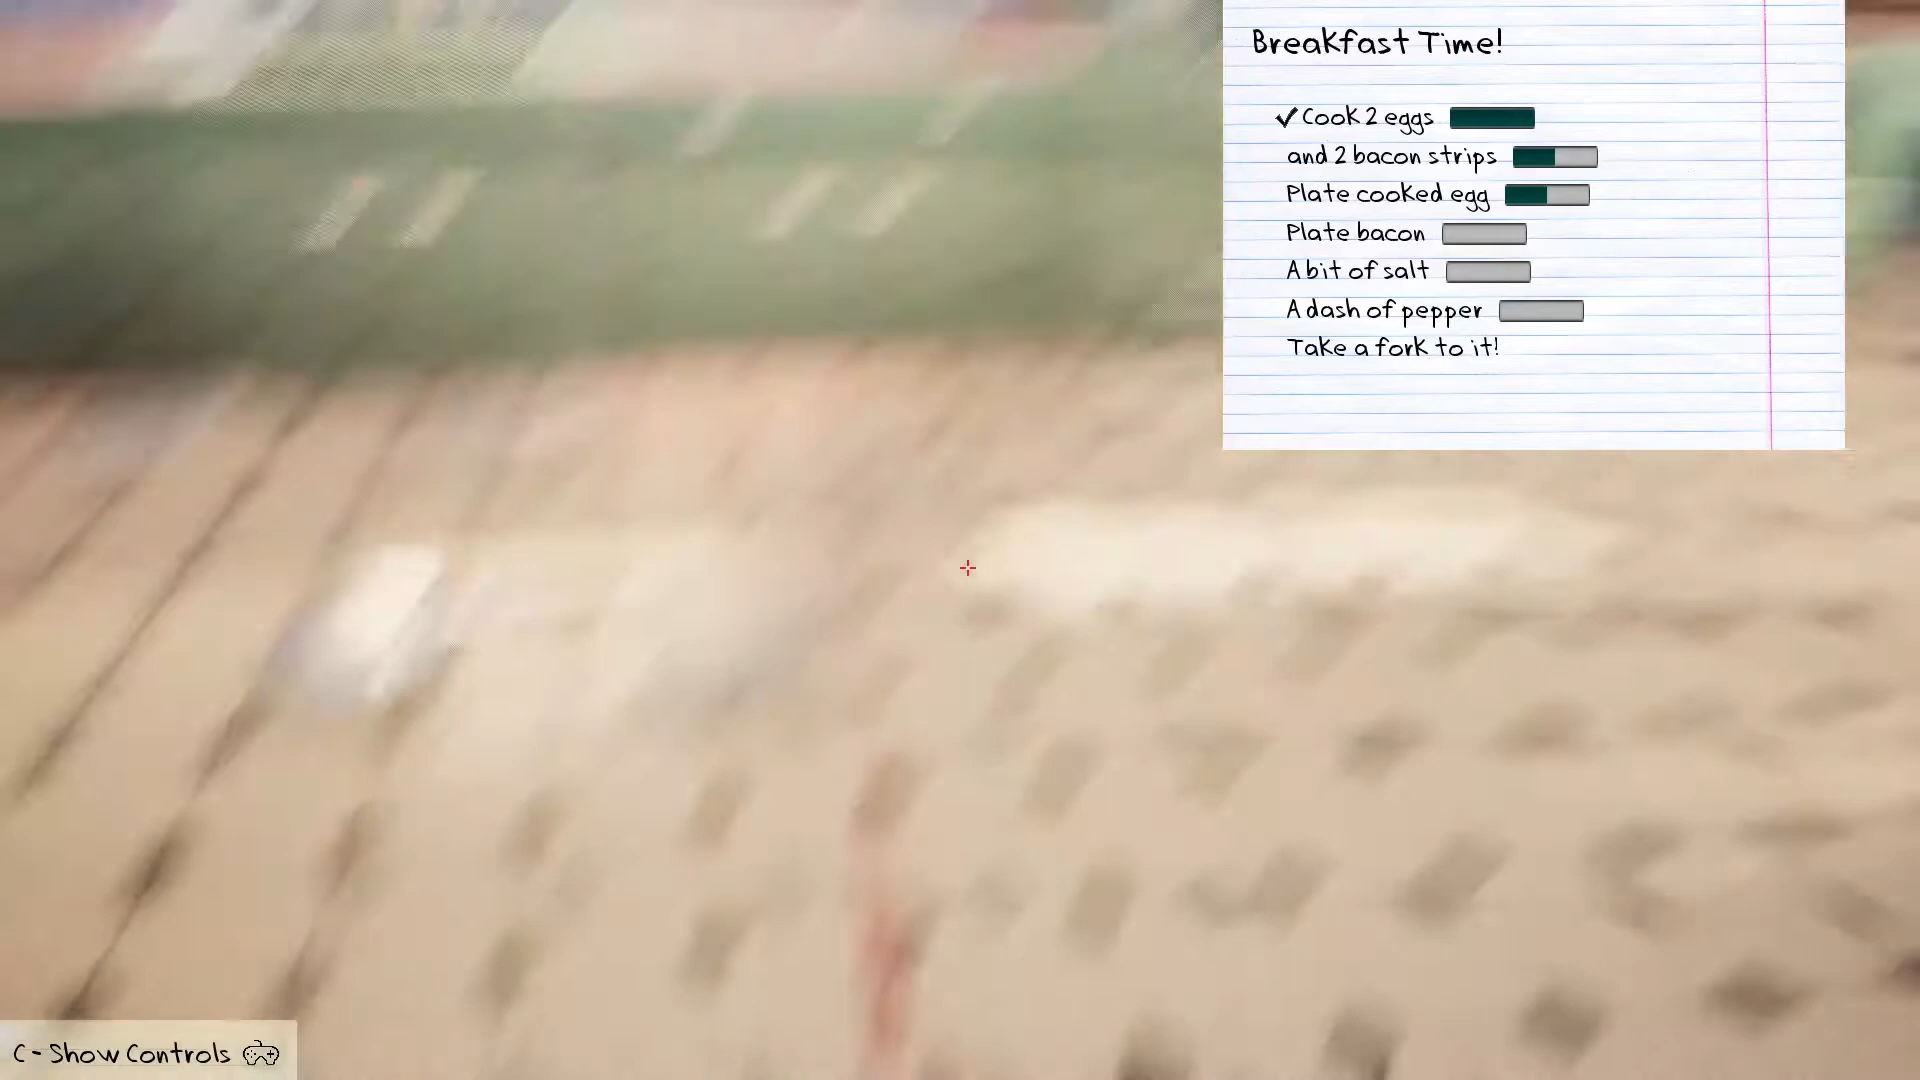 Breakfast Time!
✓Cook 2 eggs
and 2 bacon strips
Plate cooked egg
Plate bacon
A bit of salt
A dash of pepper
Take a fork to it!
C - Show Controls